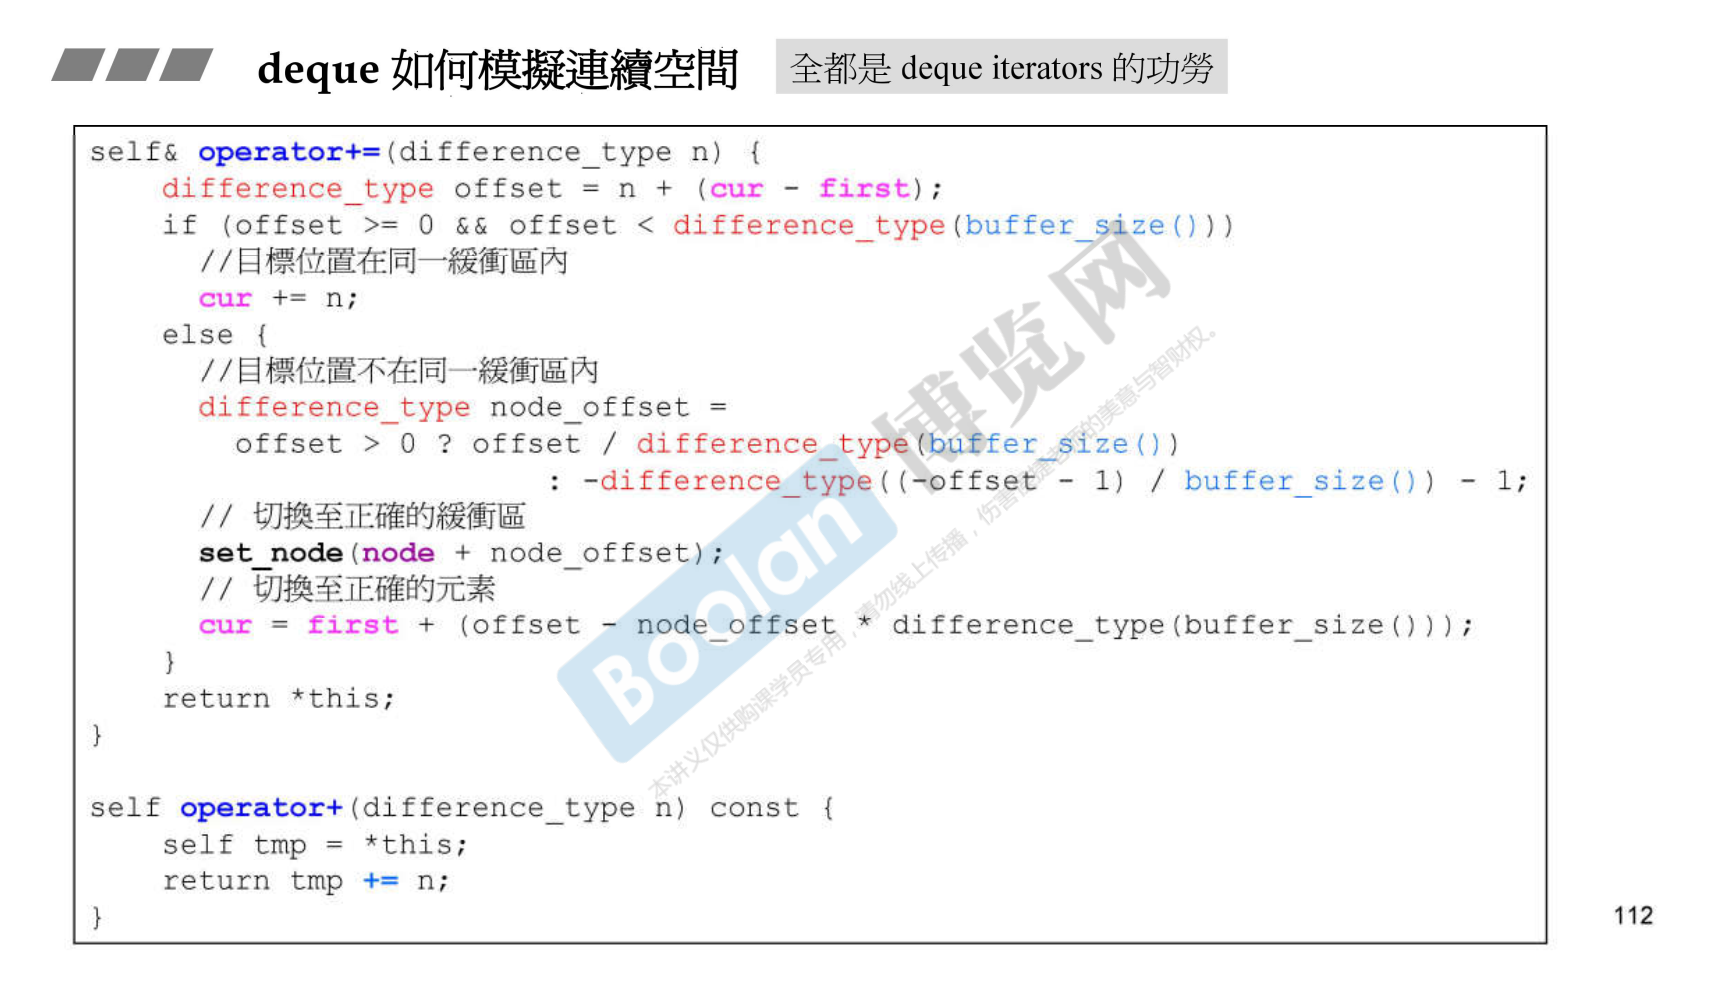 deque 如何模擬連續空間 全都是 deque iterators 的功勞
self& operator+=(difference_type n) {
difference_type offset = n + (cur - first);
if (offset >= 0 && offset < difference_type(buffer_size()))
//目標位置在同一緩衝區內
cur += n;
else {
//目標位置不在同一緩衝區內
difference_type node_offset =
offset > 0 ? offset / difference_type(buffer_size())
: -difference_type((-offset - 1) / buffer_size()) - 1;
// 切換至正確的緩衝區
set_node(node + node_offset);
// 切換至正確的元素
cur = first + (offset - node_offset * difference_type(buffer_size()));
}
return *this;
}
self operator+(difference_type n) const {
self tmp = *this;
return tmp += n;
}
112
Boolan 博览网
本讲义仅供购课学员专用，请勿线上传播，伤害侯捷老师的美意与智财权。